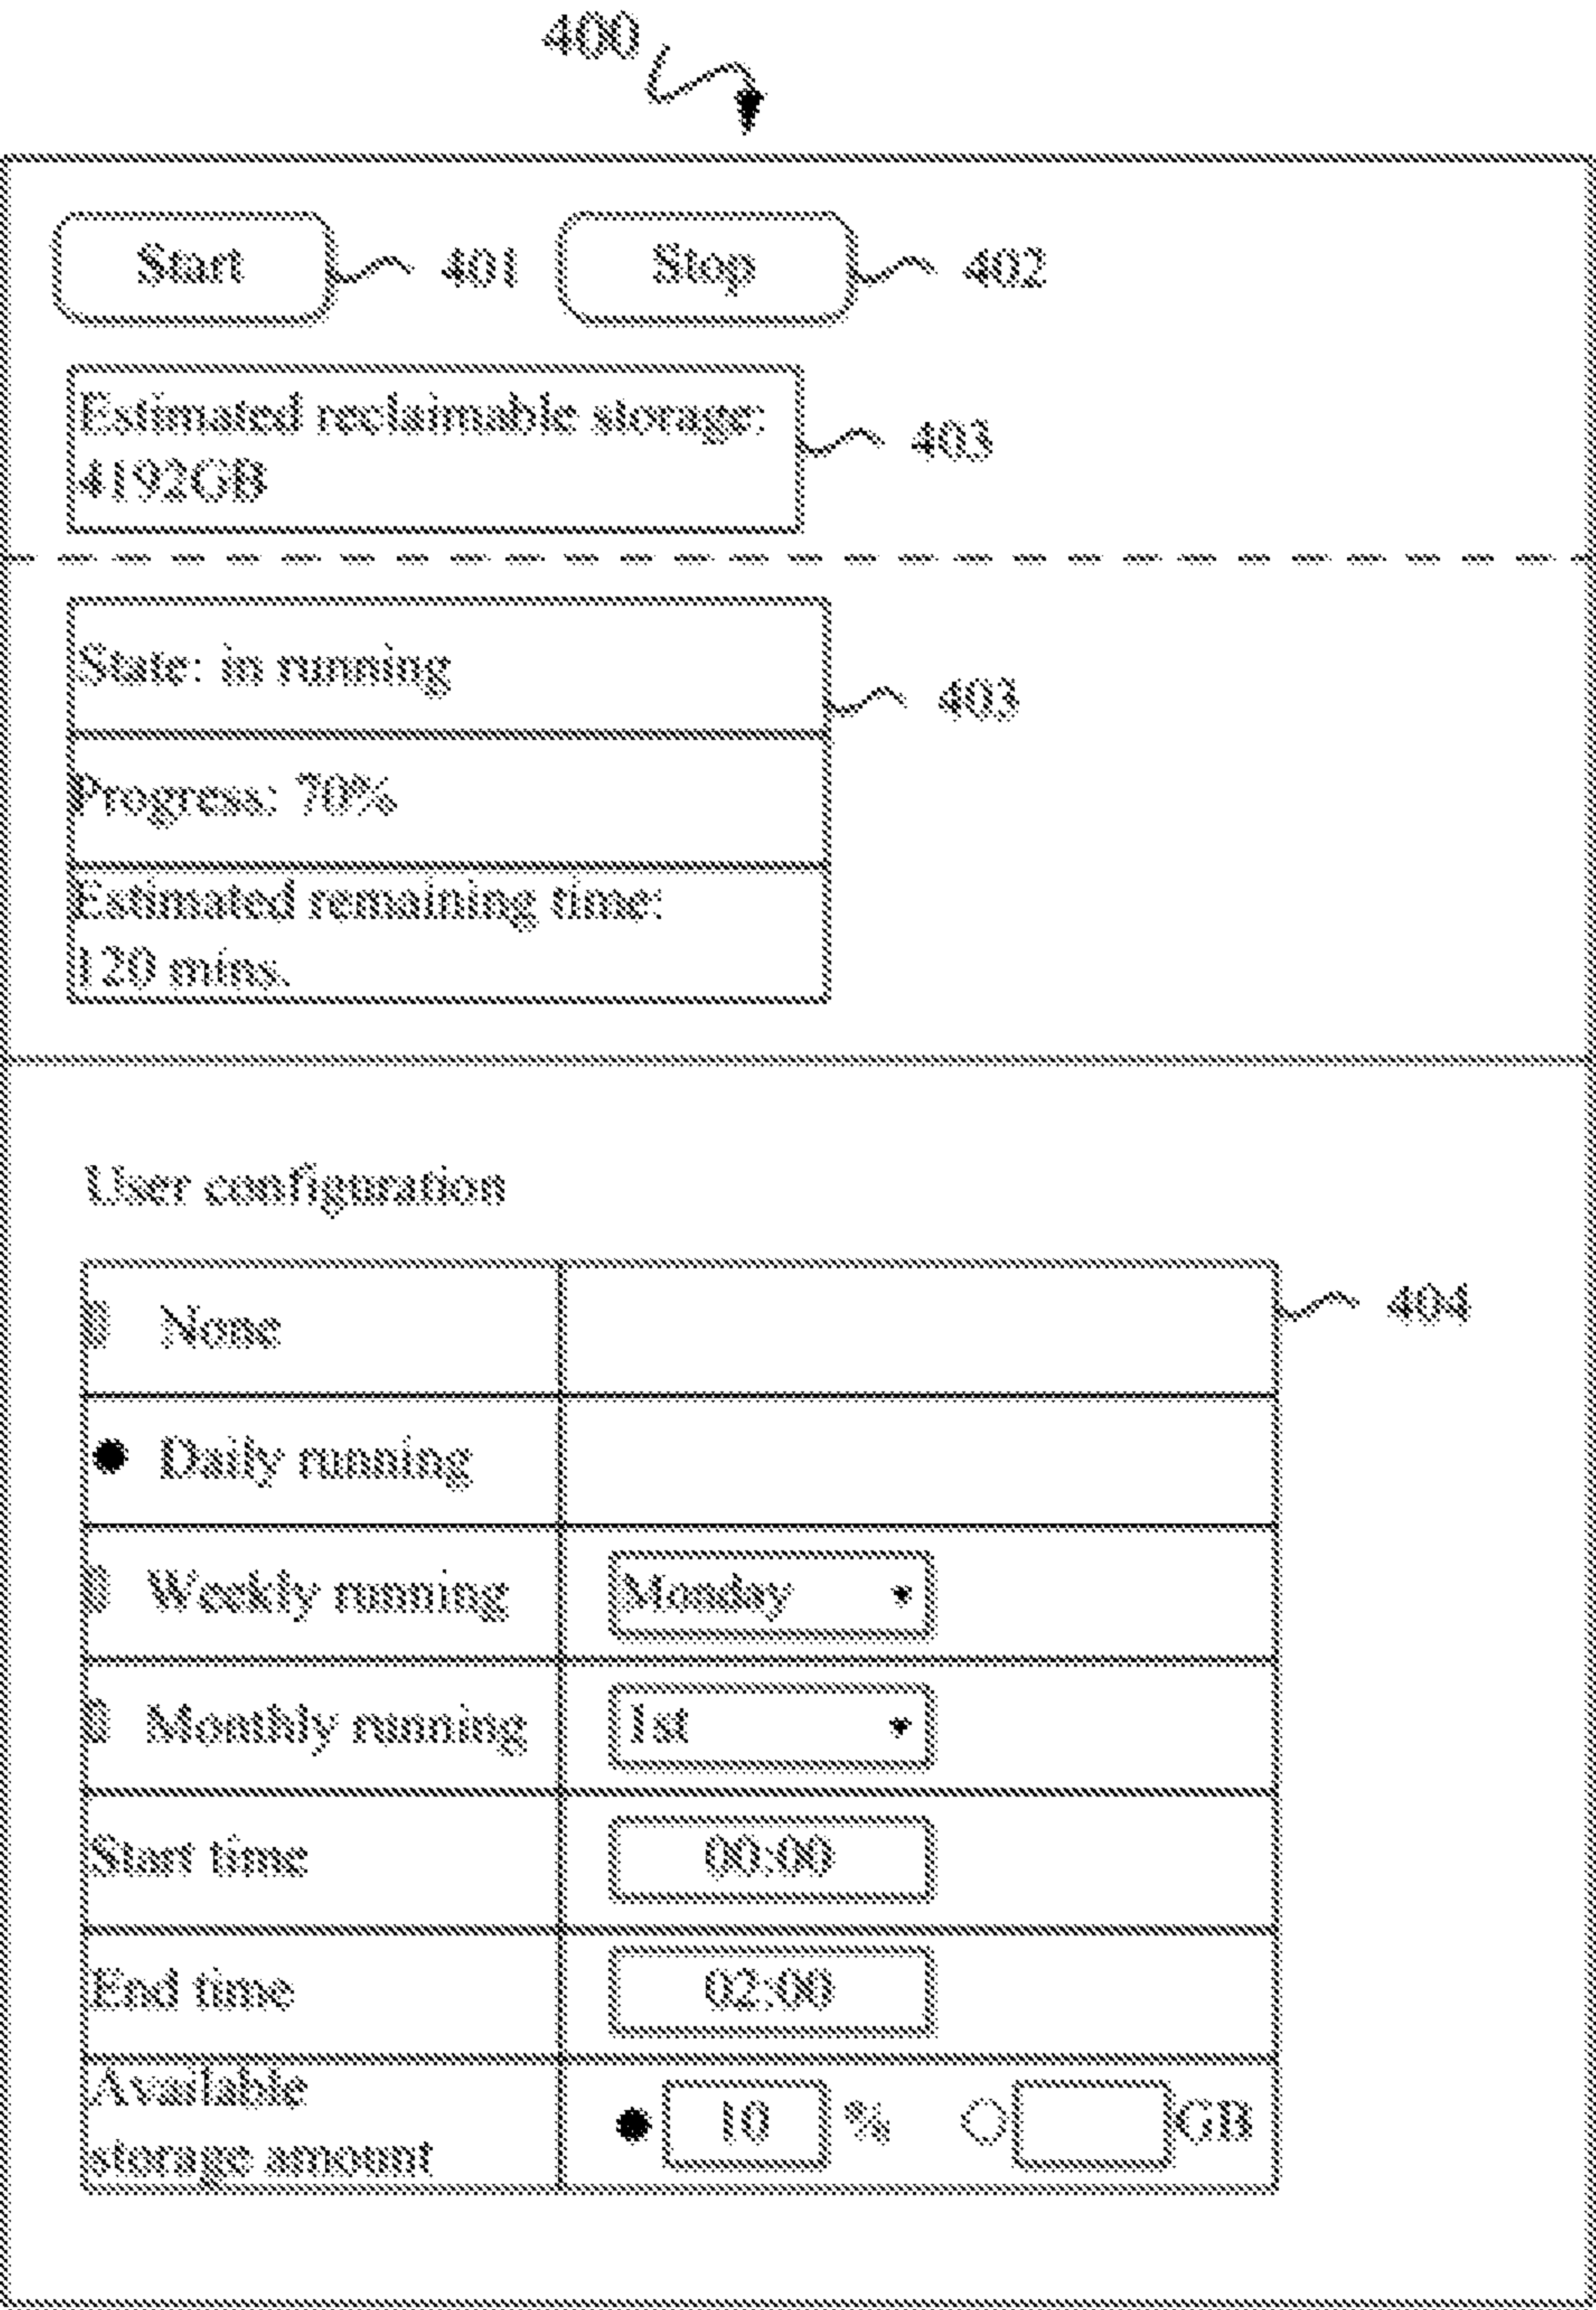 400
Start 401 Stop 402
Estimated reclaimable storage: 403
4192GB
State: in running 403
Progress: 70%
Estimated remaining time:
120 mins.
User configuration
None 404
Daily running
Weekly running Monday
Monthly running 1st
Start time 00:00
End time 02:00
Available
storage amount 10 % GB